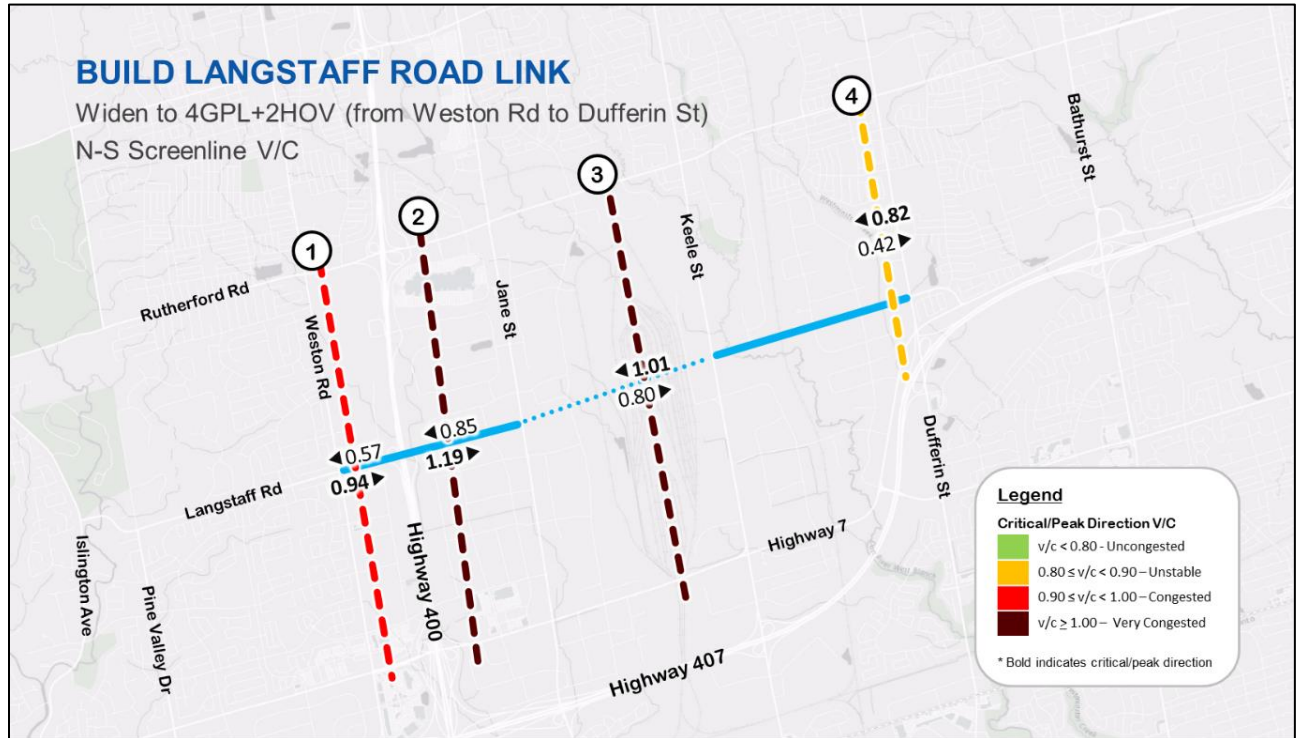 BUILD LANGSTAFF ROAD LINK
Widen to 4GPL+2HOV (from Weston Rd to Dufferin St)
N-S Screenline V/C
4
Bathurst St
3
◄0.82
0.42►
2
Keele St
1
Rutherford Rd
Jane St
Weston Rd
◄1.01
0.80►
◄0.85
1.19►
◄0.57
0.94►
Dufferin St
Langstaff Rd
Highway 7
Highway 400
Islington Ave
Pine Valley Dr
Highway 407
Legend
Critical/Peak Direction V/C
v/c < 0.80 - Uncongested
0.80 ≤ v/c < 0.90 – Unstable
0.90 ≤ v/c < 1.00 – Congested
v/c ≥ 1.00 – Very Congested
* Bold indicates critical/peak direction